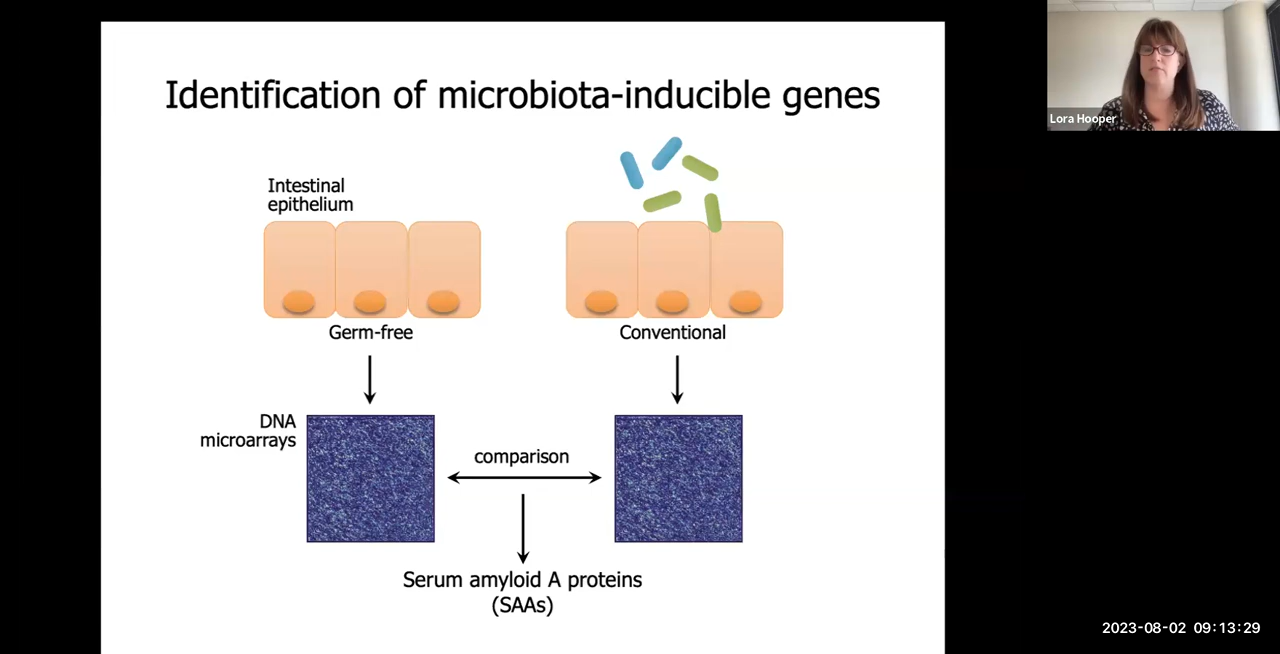 Identification of microbiota-inducible genes
Intestinal
epithelium
Germ-free
Conventional
DNA
microarrays
comparison
Serum amyloid A proteins
(SAAs)
Lora Hooper
2023-08-02 09:13:29